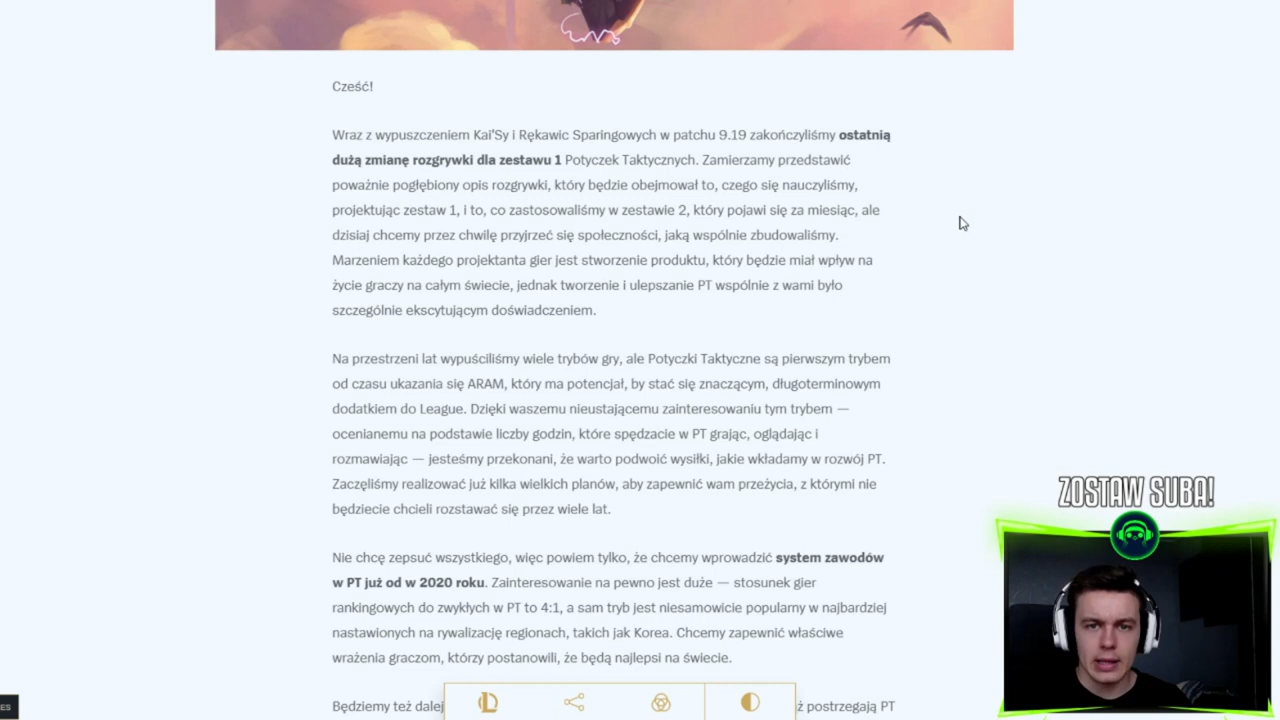 Cześć!
Wraz z wypuszczeniem Kai'Sy i Rękawic Sparingowych w patchu 9.19 zakończyliśmy ostatnią
dużą zmianę rozgrywki dla zestawu 1 Potyczek Taktycznych. Zamierzamy przedstawić
poważnie pogłębiony opis rozgrywki, który będzie obejmował to, czego się nauczyliśmy,
projektując zestaw 1, i to, co zastosowaliśmy w zestawie 2, który pojawi się za miesiąc, ale
dzisiaj chcemy przez chwilę przyjrzeć się społeczności, jaką wspólnie zbudowaliśmy.
Marzeniem każdego projektanta gier jest stworzenie produktu, który będzie miał wpływ na
życie graczy na całym świecie, jednak tworzenie i ulepszanie PT wspólnie z wami było
szczególnie ekscytującym doświadczeniem.
Na przestrzeni lat wypuściliśmy wiele trybów gry, ale Potyczki Taktyczne są pierwszym trybem
od czasu ukazania się ARAM, który ma potencjał, by stać się znaczącym, długoterminowym
dodatkiem do League. Dzięki waszemu nieustającemu zainteresowaniu tym trybem —
ocenianemu na podstawie liczby godzin, które spędzacie w PT grając, oglądając i
rozmawiając — jesteśmy przekonani, że warto podwoić wysiłki, jakie wkładamy w rozwój PT.
Zaczęliśmy realizować już kilka wielkich planów, aby zapewnić wam przeżycia, z którymi nie
będziecie chcieli rozstawać się przez wiele lat.
Nie chcę zepsuć wszystkiego, więc powiem tylko, że chcemy wprowadzić system zawodów
w PT już od w 2020 roku. Zainteresowanie na pewno jest duże — stosunek gier
rankingowych do zwykłych w PT to 4:1, a sam tryb jest niesamowicie popularny w najbardziej
nastawionych na rywalizację regionach, takich jak Korea. Chcemy zapewnić właściwe
wrażenia graczom, którzy postanowili, że będą najlepsi na świecie.
Będziemy też dalej ż postrzegają PT
ES
ZOSTAW SUBA!